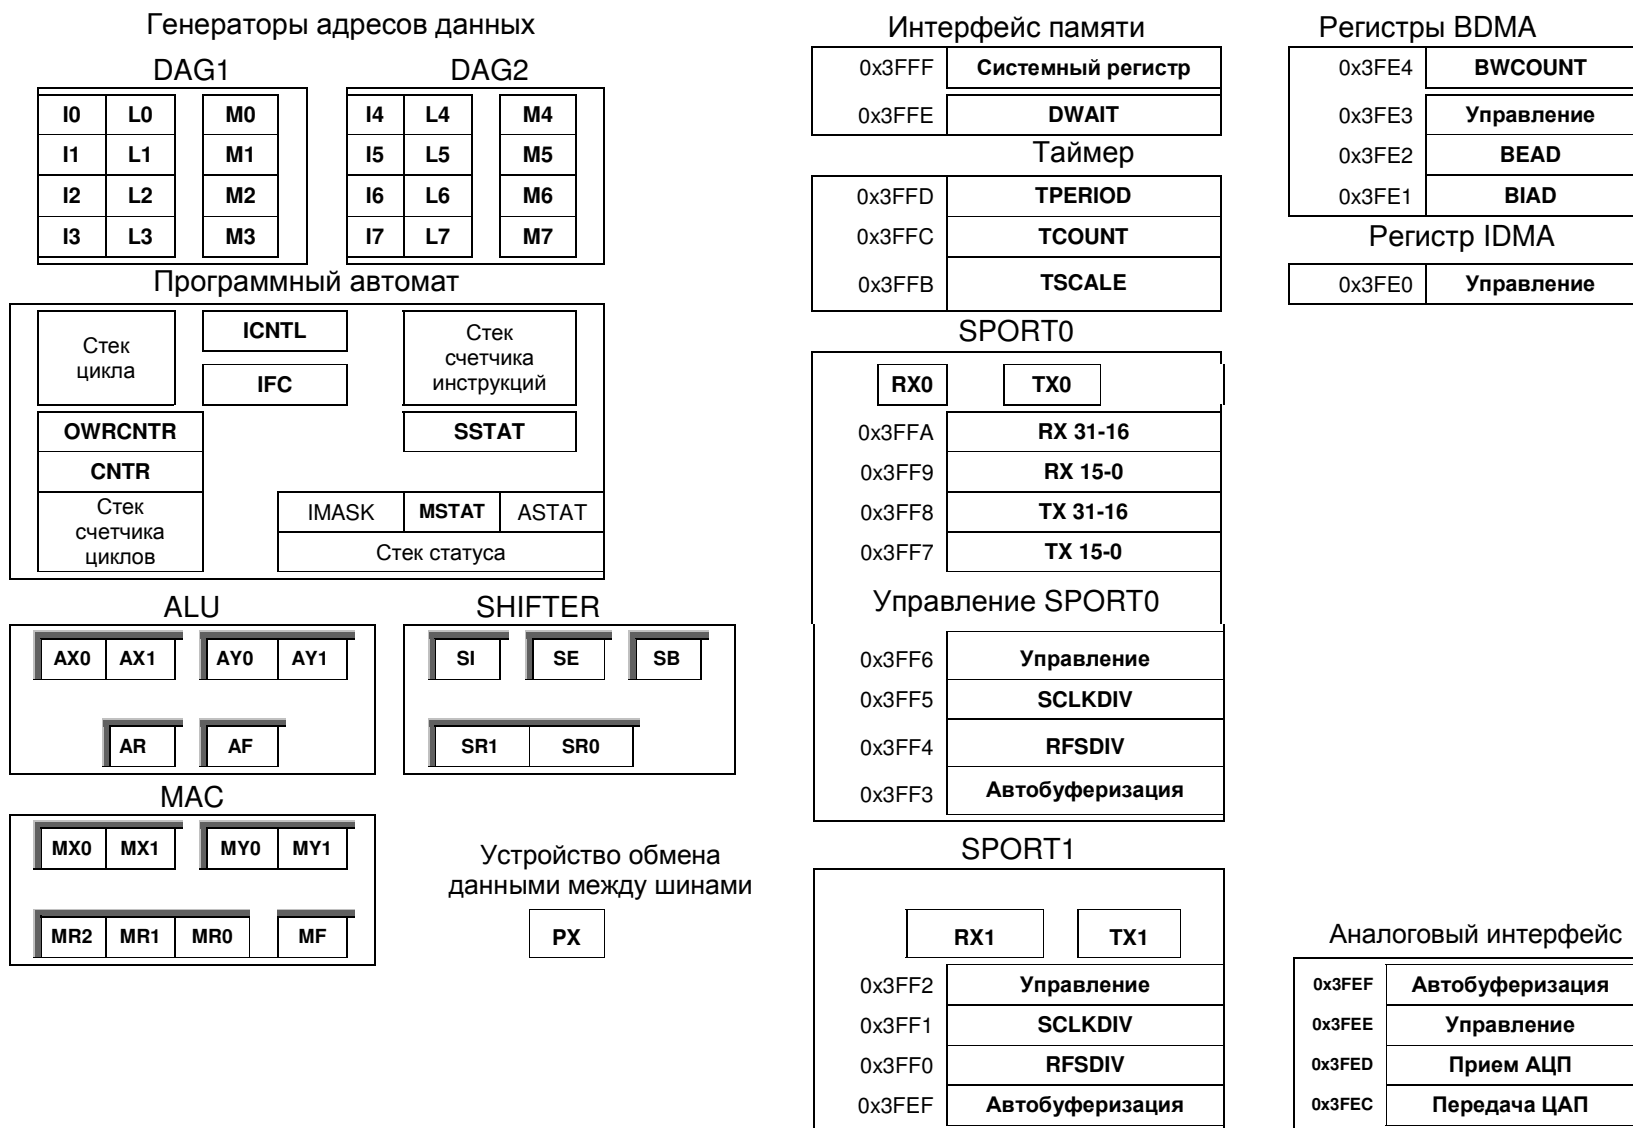 Генераторы адресов данных
DAG1 DAG2
I0 L0 M0 I4 L4 M4
I1 L1 M1 I5 L5 M5
I2 L2 M2 I6 L6 M6
I3 L3 M3 I7 L7 M7
Программный автомат
Стек
цикла
ICNTL
IFC
Стек
счетчика
инструкций
OWRCNTR
CNTR
Стек
счетчика
циклов
SSTAT
IMASK MSTAT ASTAT
Стек статуса
ALU
AX0 AX1 AY0 AY1
AR AF
SHIFTER
SI SE SB
SR1 SR0
MAC
MX0 MX1 MY0 MY1
MR2 MR1 MR0 MF
Устройство обмена
данными между шинами
PX
Интерфейс памяти
0x3FFF Системный регистр
0x3FFE DWAIT
Таймер
0x3FFD TPERIOD
0x3FFC TCOUNT
0x3FFB TSCALE
SPORT0
RX0 TX0
0x3FFA RX 31-16
0x3FF9 RX 15-0
0x3FF8 TX 31-16
0x3FF7 TX 15-0
Управление SPORT0
0x3FF6 Управление
0x3FF5 SCLKDIV
0x3FF4 RFSDIV
0x3FF3 Автобуферизация
SPORT1
RX1 TX1
0x3FF2 Управление
0x3FF1 SCLKDIV
0x3FF0 RFSDIV
0x3FEF Автобуферизация
Регистры BDMA
0x3FE4 BWCOUNT
0x3FE3 Управление
0x3FE2 BEAD
0x3FE1 BIAD
Регистр IDMA
0x3FE0 Управление
Аналоговый интерфейс
0x3FEF Автобуферизация
0x3FEE Управление
0x3FED Прием АЦП
0x3FEC Передача ЦАП